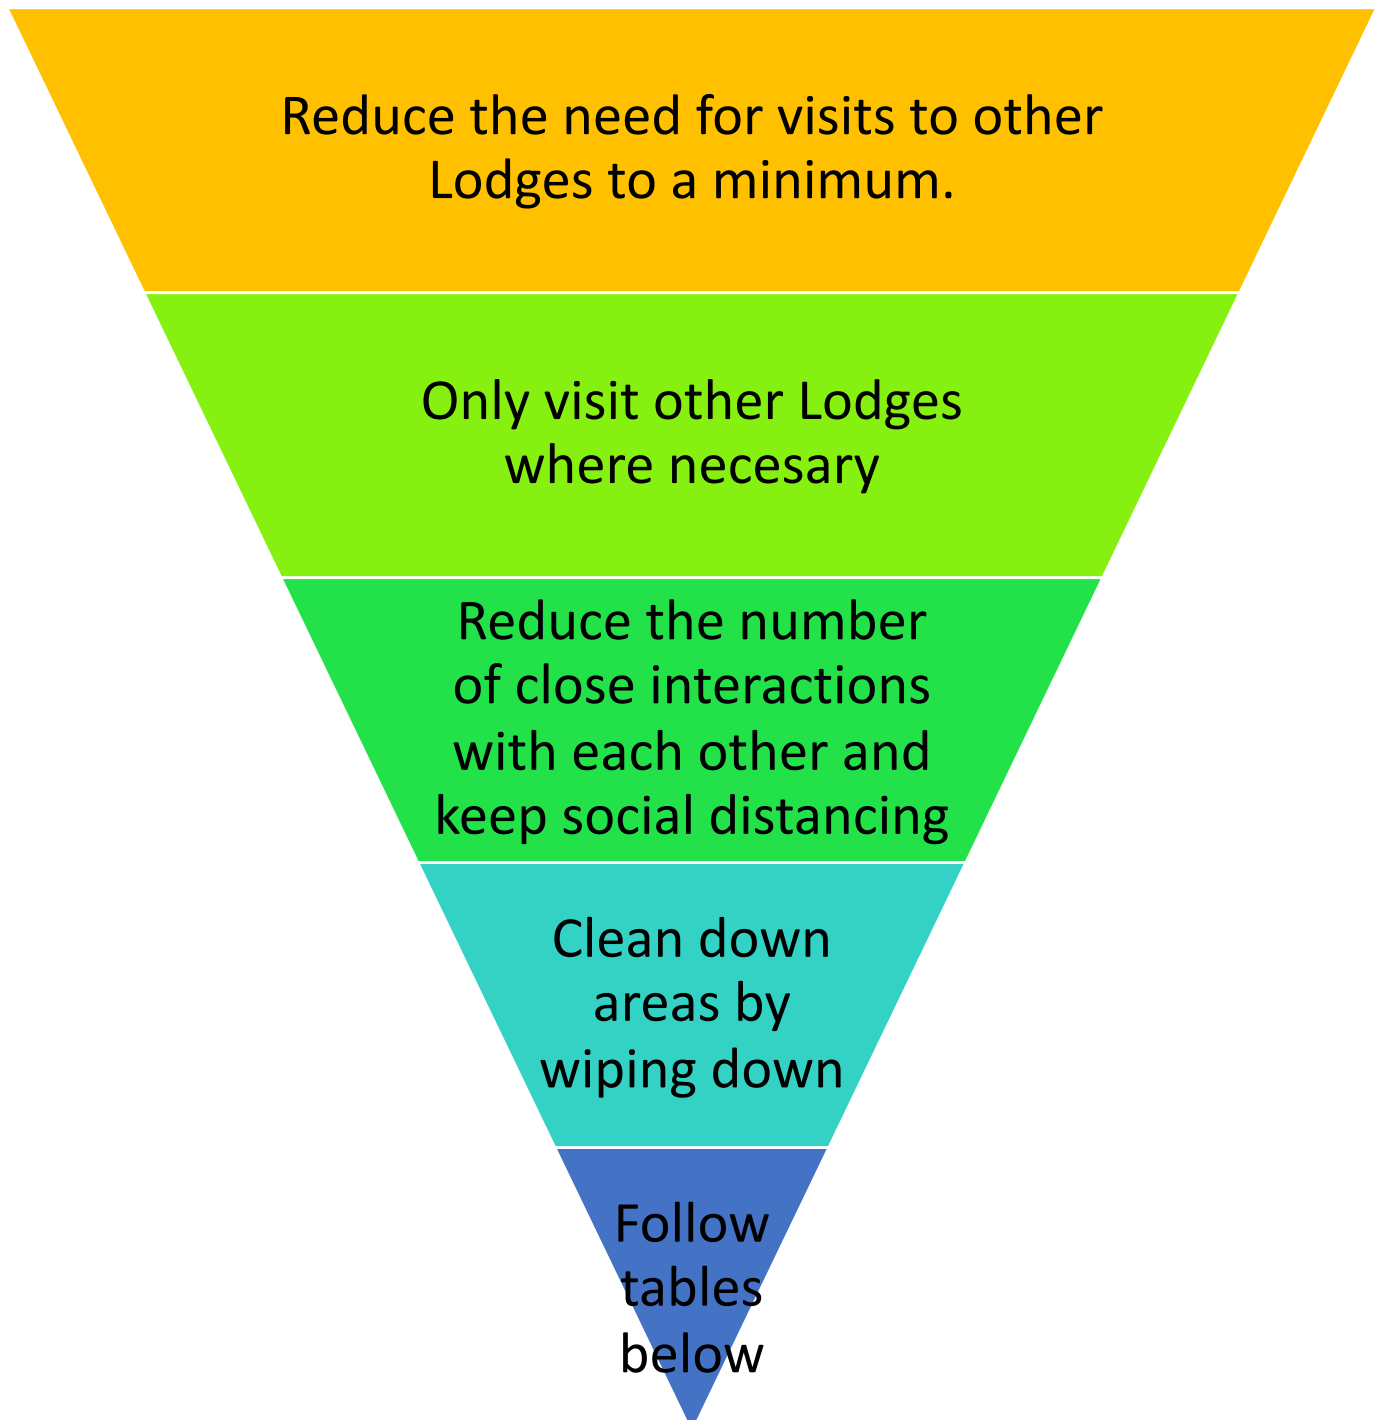 Reduce the need for visits to other
Lodges to a minimum.
Only visit other Lodges
where necesary
Reduce the number
of close interactions
with each other and
keep social distancing
Clean down
areas by
wiping down
Follow
tables
below